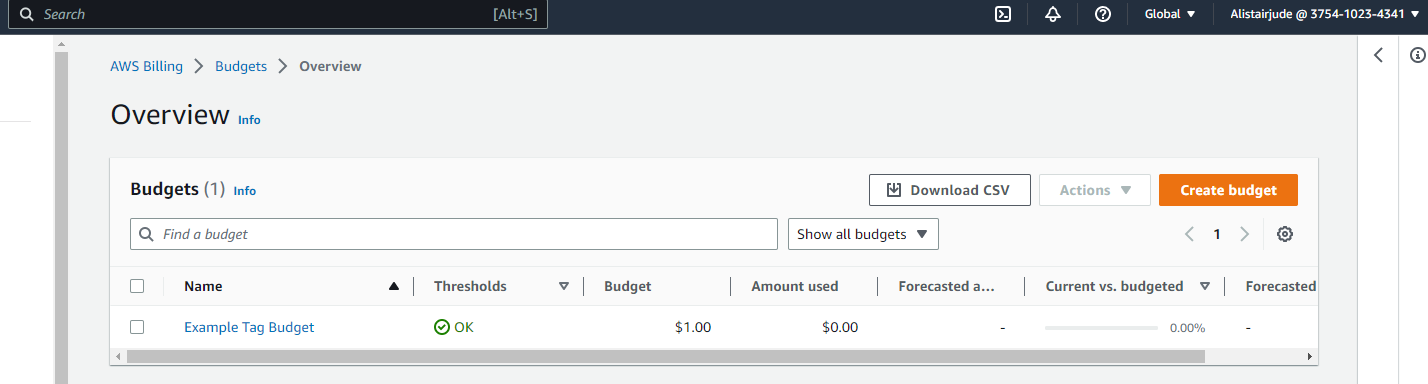 Search [Alt+S] Global Alistairjude @ 3754-1023-4341
AWS Billing Budgets Overview
Overview Info
Budgets (1) Info Download CSV Actions Create budget
Find a budget Show all budgets 1
Name Thresholds Budget Amount used Forecasted a... Current vs. budgeted Forecasted
Example Tag Budget OK $1.00 $0.00 - 0.00% -